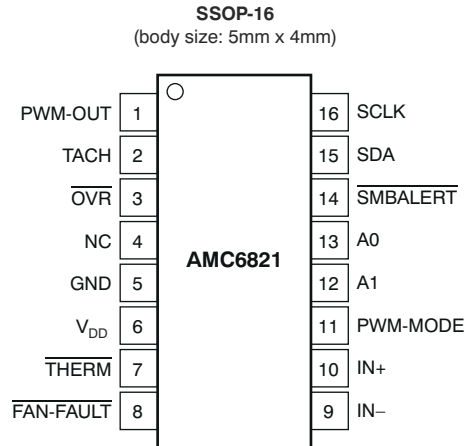 SSOP-16
(body size: 5mm x 4mm)
PWM-OUT 1 16 SCLK
TACH 2 15 SDA
OVR 3 14 SMBALERT
NC 4 13 A0
AMC6821
GND 5 12 A1
VDD 6 11 PWM-MODE
THERM 7 10 IN+
FAN-FAULT 8 9 IN−